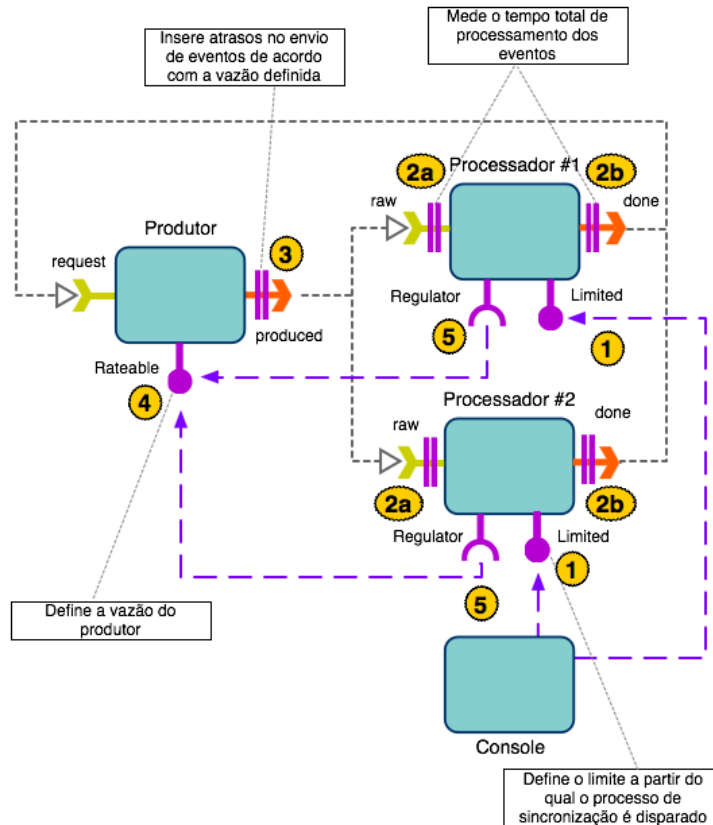 Insere atrasos no envio
de eventos de acordo
com a vazão definida
Mede o tempo total de
processamento dos
eventos
2a
Processador #1
2b
raw
done
Produtor
request
3
produced
Regulator
Limited
5
1
Rateable
4
Processador #2
raw
done
2a
2b
Regulator
Limited
5
1
Define a vazão do
produtor
Console
Define o limite a partir do
qual o processo de
sincronização é disparado